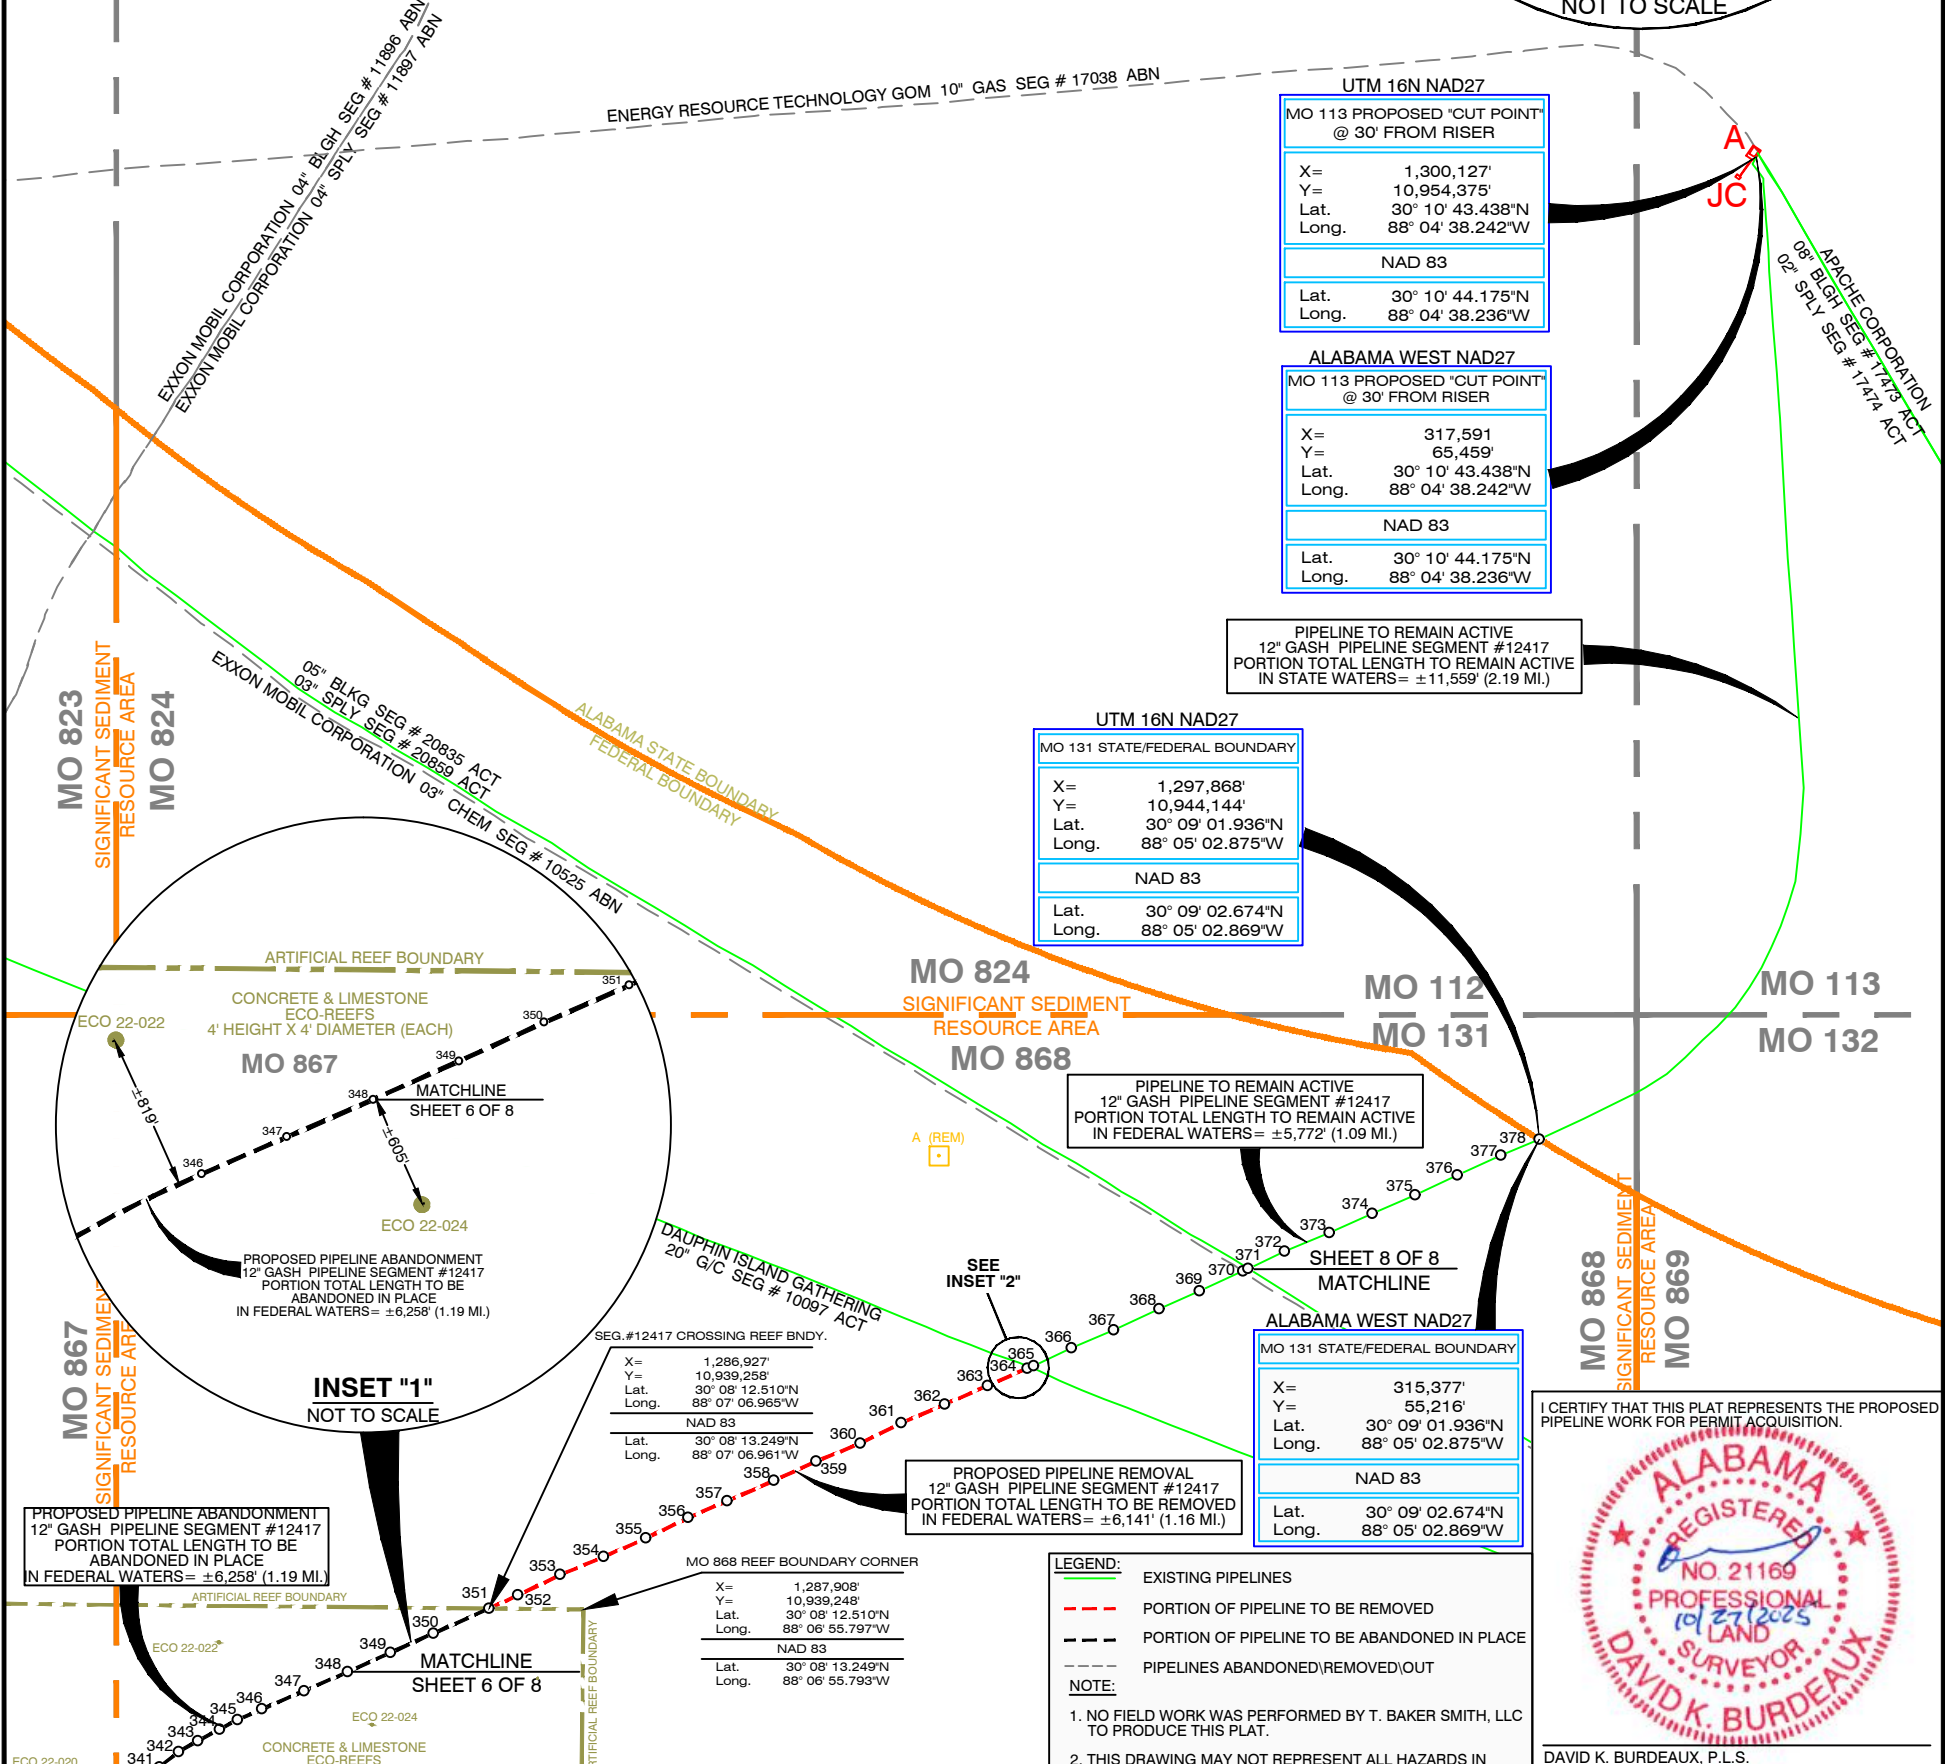 NOT TO SCALE
EXXON MOBIL CORPORATION 04" BLGH SEG # 11896 ABN
EXXON MOBIL CORPORATION 04" SPLY SEG # 11897 ABN
ENERGY RESOURCE TECHNOLOGY GOM 10" GAS SEG # 17038 ABN
UTM 16N NAD27
MO 113 PROPOSED "CUT POINT"
@ 30' FROM RISER
X= 1,300,127'
Y= 10,954,375'
Lat. 30° 10' 43.438"N
Long. 88° 04' 38.242"W
NAD 83
Lat. 30° 10' 44.175"N
Long. 88° 04' 38.236"W
A
JC
APACHE CORPORATION
08" BLGH SEG # 17473 ACT
02" SPLY SEG # 17474 ACT
ALABAMA WEST NAD27
MO 113 PROPOSED "CUT POINT"
@ 30' FROM RISER
X= 317,591
Y= 65,459'
Lat. 30° 10' 43.438"N
Long. 88° 04' 38.242"W
NAD 83
Lat. 30° 10' 44.175"N
Long. 88° 04' 38.236"W
PIPELINE TO REMAIN ACTIVE
12" GASH PIPELINE SEGMENT #12417
PORTION TOTAL LENGTH TO REMAIN ACTIVE
IN STATE WATERS= ±11,559' (2.19 MI.)
MO 823
SIGNIFICANT SEDIMENT
RESOURCE AREA
MO 824
05" BLKG SEG # 20835 ACT
03" SPLY SEG # 20859 ACT
EXXON MOBIL CORPORATION 03" CHEM SEG # 10525 ABN
ALABAMA STATE BOUNDARY
FEDERAL BOUNDARY
UTM 16N NAD27
MO 131 STATE/FEDERAL BOUNDARY
X= 1,297,868'
Y= 10,944,144'
Lat. 30° 09' 01.936"N
Long. 88° 05' 02.875"W
NAD 83
Lat. 30° 09' 02.674"N
Long. 88° 05' 02.869"W
MO 824
SIGNIFICANT SEDIMENT
RESOURCE AREA
MO 868
MO 112
MO 131
MO 113
MO 132
ARTIFICIAL REEF BOUNDARY
CONCRETE & LIMESTONE
ECO-REEFS
4' HEIGHT X 4' DIAMETER (EACH)
ECO 22-022
MO 867
351
350
349
348
347
346
MATCHLINE
SHEET 6 OF 8
±819'
±605'
ECO 22-024
PROPOSED PIPELINE ABANDONMENT
12" GASH PIPELINE SEGMENT #12417
PORTION TOTAL LENGTH TO BE
ABANDONED IN PLACE
IN FEDERAL WATERS= ±6,258' (1.19 MI.)
INSET "1"
NOT TO SCALE
A (REM)
PIPELINE TO REMAIN ACTIVE
12" GASH PIPELINE SEGMENT #12417
PORTION TOTAL LENGTH TO REMAIN ACTIVE
IN FEDERAL WATERS= ±5,772' (1.09 MI.)
378
377
376
375
374
373
372
371
370
369
368
367
366
365
364
363
362
361
360
359
358
357
356
355
354
353
352
351
350
349
348
347
346
345
344
343
342
341
SHEET 8 OF 8
MATCHLINE
SEE
INSET "2"
DAUPHIN ISLAND GATHERING
20" G/C SEG # 10097 ACT
MO 868
SIGNIFICANT SEDIMENT
RESOURCE AREA
MO 869
ALABAMA WEST NAD27
MO 131 STATE/FEDERAL BOUNDARY
X= 315,377'
Y= 55,216'
Lat. 30° 09' 01.936"N
Long. 88° 05' 02.875"W
NAD 83
Lat. 30° 09' 02.674"N
Long. 88° 05' 02.869"W
MO 867
SIGNIFICANT SEDIMENT
RESOURCE AREA
SEG.#12417 CROSSING REEF BNDY.
X= 1,286,927'
Y= 10,939,258'
Lat. 30° 08' 12.510"N
Long. 88° 07' 06.965"W
NAD 83
Lat. 30° 08' 13.249"N
Long. 88° 07' 06.961"W
PROPOSED PIPELINE REMOVAL
12" GASH PIPELINE SEGMENT #12417
PORTION TOTAL LENGTH TO BE REMOVED
IN FEDERAL WATERS= ±6,141' (1.16 MI.)
PROPOSED PIPELINE ABANDONMENT
12" GASH PIPELINE SEGMENT #12417
PORTION TOTAL LENGTH TO BE
ABANDONED IN PLACE
IN FEDERAL WATERS= ±6,258' (1.19 MI.)
ARTIFICIAL REEF BOUNDARY
MO 868 REEF BOUNDARY CORNER
X= 1,287,908'
Y= 10,939,248'
Lat. 30° 08' 12.510"N
Long. 88° 06' 55.797"W
NAD 83
Lat. 30° 08' 13.249"N
Long. 88° 06' 55.793"W
ARTIFICIAL REEF BOUNDARY
ECO 22-022
MATCHLINE
SHEET 6 OF 8
ECO 22-024
CONCRETE & LIMESTONE
ECO-REEFS
ECO 22-020
LEGEND:
EXISTING PIPELINES
PORTION OF PIPELINE TO BE REMOVED
PORTION OF PIPELINE TO BE ABANDONED IN PLACE
PIPELINES ABANDONED\REMOVED\OUT
NOTE:
1. NO FIELD WORK WAS PERFORMED BY T. BAKER SMITH, LLC
TO PRODUCE THIS PLAT.
2. THIS DRAWING MAY NOT REPRESENT ALL HAZARDS IN
I CERTIFY THAT THIS PLAT REPRESENTS THE PROPOSED
PIPELINE WORK FOR PERMIT ACQUISITION.
ALABAMA
REGISTERED
NO. 21169
PROFESSIONAL
10/27/2025
LAND
SURVEYOR
DAVID K. BURDEAUX
DAVID K. BURDEAUX, P.L.S.